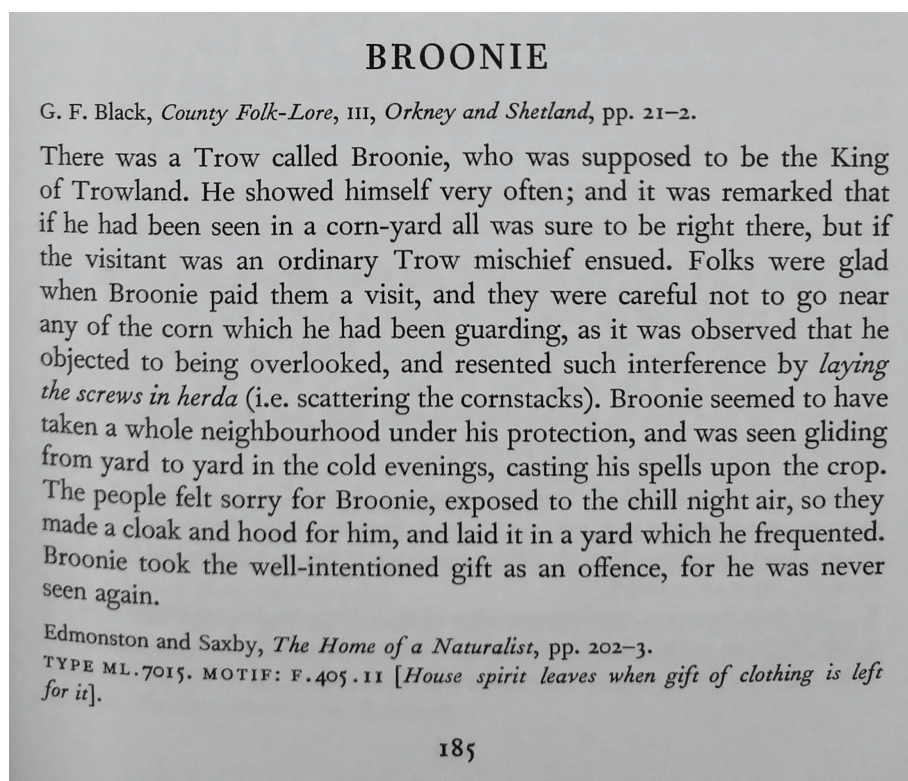 BROONIE
G. F. Black, County Folk-Lore, III, Orkney and Shetland, pp. 21–2.
There was a Trow called Broonie, who was supposed to be the King
of Trowland. He showed himself very often; and it was remarked that
if he had been seen in a corn-yard all was sure to be right there, but if
the visitant was an ordinary Trow mischief ensued. Folks were glad
when Broonie paid them a visit, and they were careful not to go near
any of the corn which he had been guarding, as it was observed that he
objected to being overlooked, and resented such interference by laying
the screws in herda (i.e. scattering the cornstacks). Broonie seemed to have
taken a whole neighbourhood under his protection, and was seen gliding
from yard to yard in the cold evenings, casting his spells upon the crop.
The people felt sorry for Broonie, exposed to the chill night air, so they
made a cloak and hood for him, and laid it in a yard which he frequented.
Broonie took the well-intentioned gift as an offence, for he was never
seen again.
Edmonston and Saxby, The Home of a Naturalist, pp. 202–3.
TYPE ML.7015. MOTIF: F.405.11 [House spirit leaves when gift of clothing is left
for it].
185